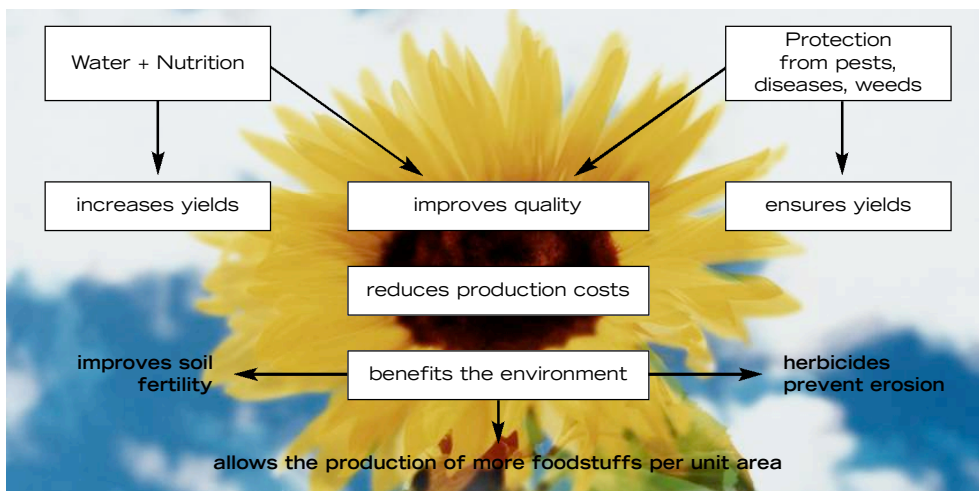 Water + Nutrition
Protection
from pests,
diseases, weeds
increases yields
improves quality
ensures yields
reduces production costs
improves soil
fertility
benefits the environment
herbicides
prevent erosion
allows the production of more foodstuffs per unit area